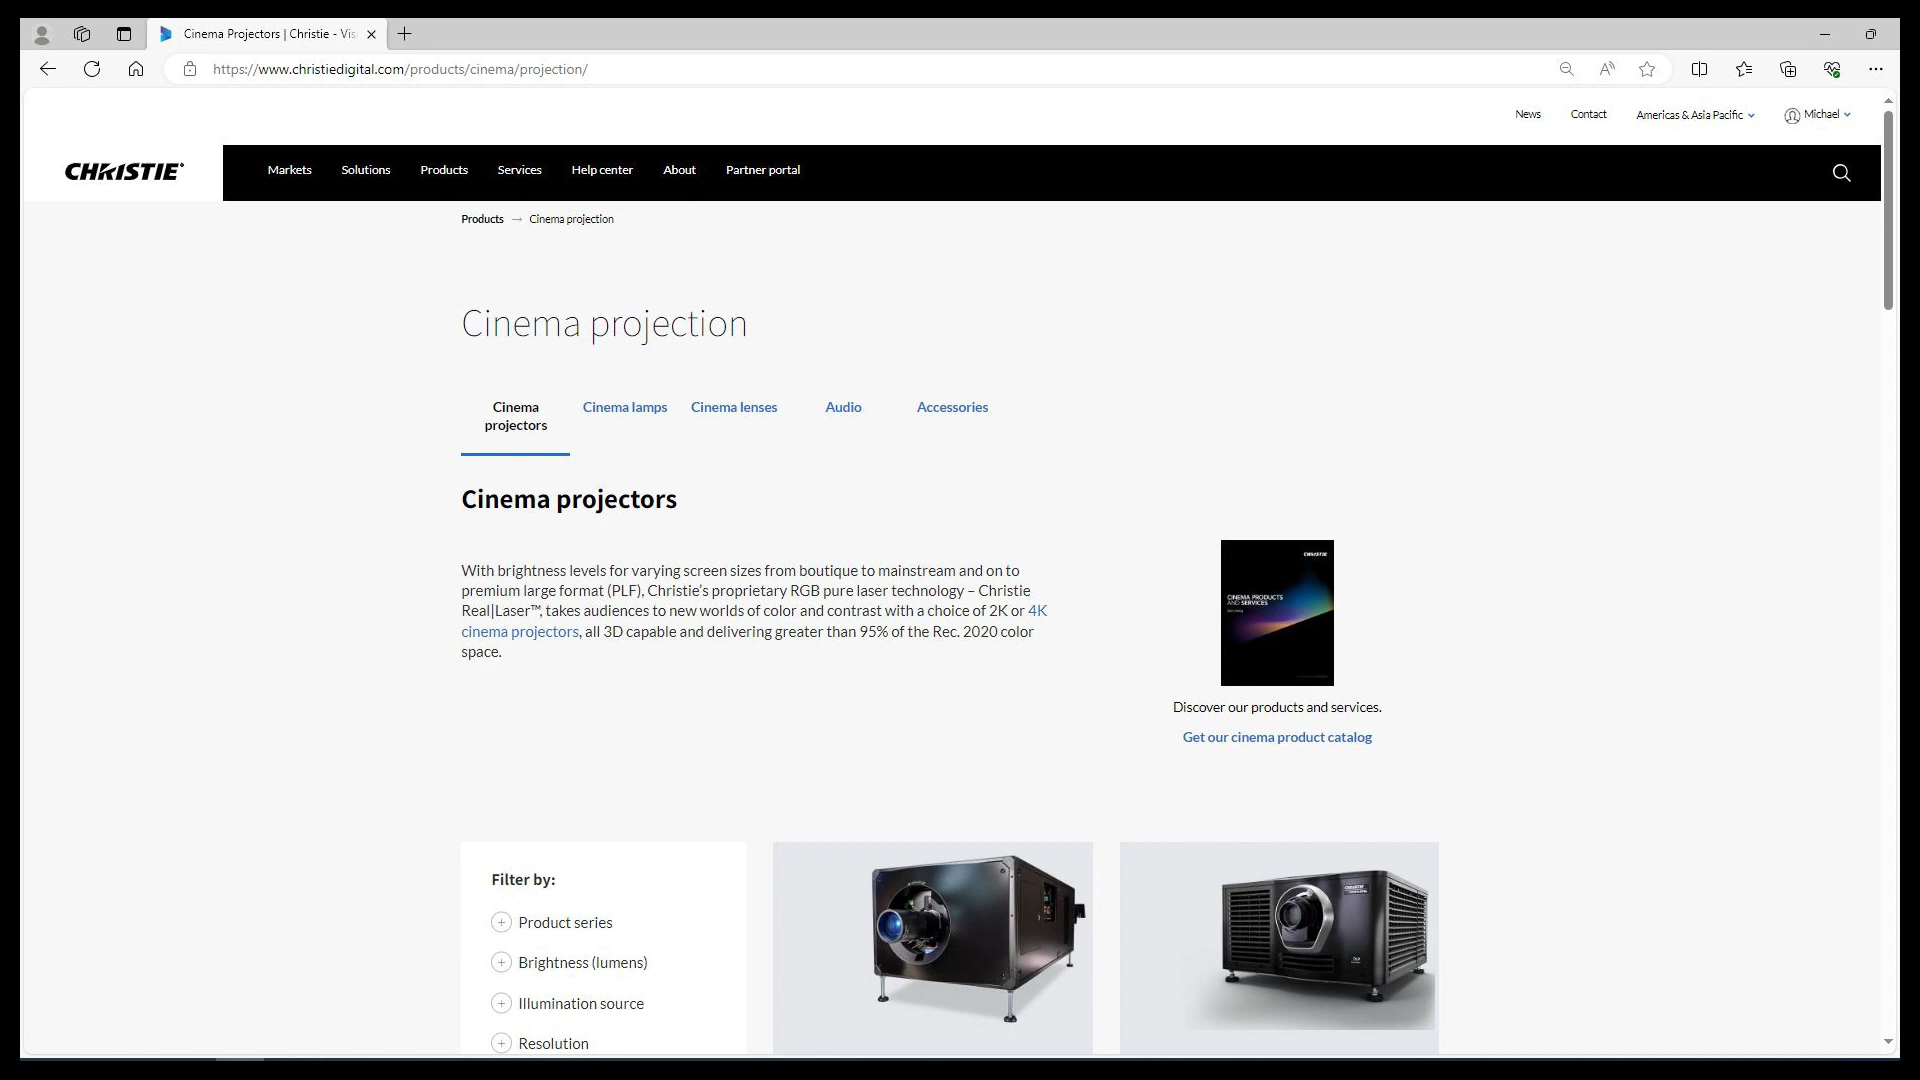 Cinema Projectors | Christie - Vis
https://www.christiedigital.com/products/cinema/projection/
News Contact Americas & Asia Pacific Michael
CHRISTIE Markets Solutions Products Services Help center About Partner portal
Products → Cinema projection
Cinema projection
Cinema projectors Cinema lamps Cinema lenses Audio Accessories
Cinema projectors
With brightness levels for varying screen sizes from boutique to mainstream and on to
premium large format (PLF), Christie's proprietary RGB pure laser technology – Christie
Real|Laser™, takes audiences to new worlds of color and contrast with a choice of 2K or 4K
cinema projectors, all 3D capable and delivering greater than 95% of the Rec. 2020 color
space.
CHRISTIE
CINEMA PRODUCTS
AND SERVICES
Discover our products and services.
Get our cinema product catalog
Filter by:
Product series
Brightness (lumens)
Illumination source
Resolution
CHRISTIE